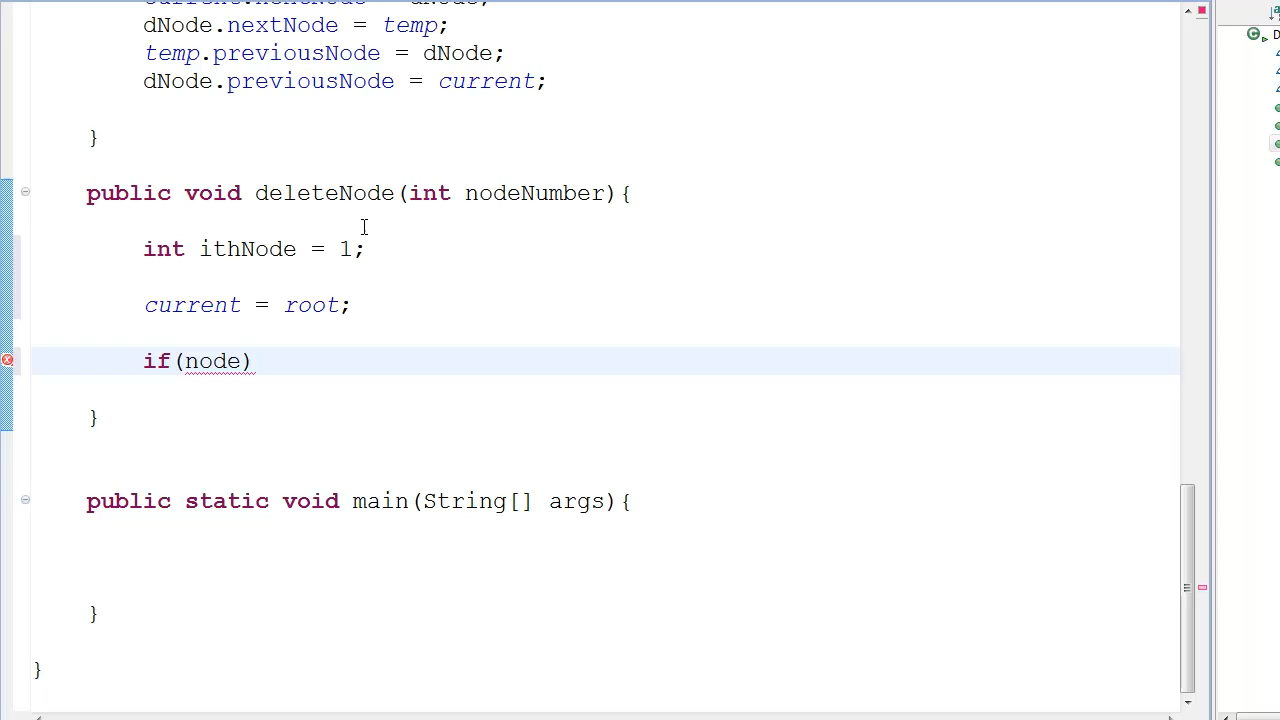 dNode.nextNode = temp;
temp.previousNode = dNode;
dNode.previousNode = current;
}
public void deleteNode(int nodeNumber){
int ithNode = 1;
current = root;
if(node)
}
public static void main(String[] args){
}
}